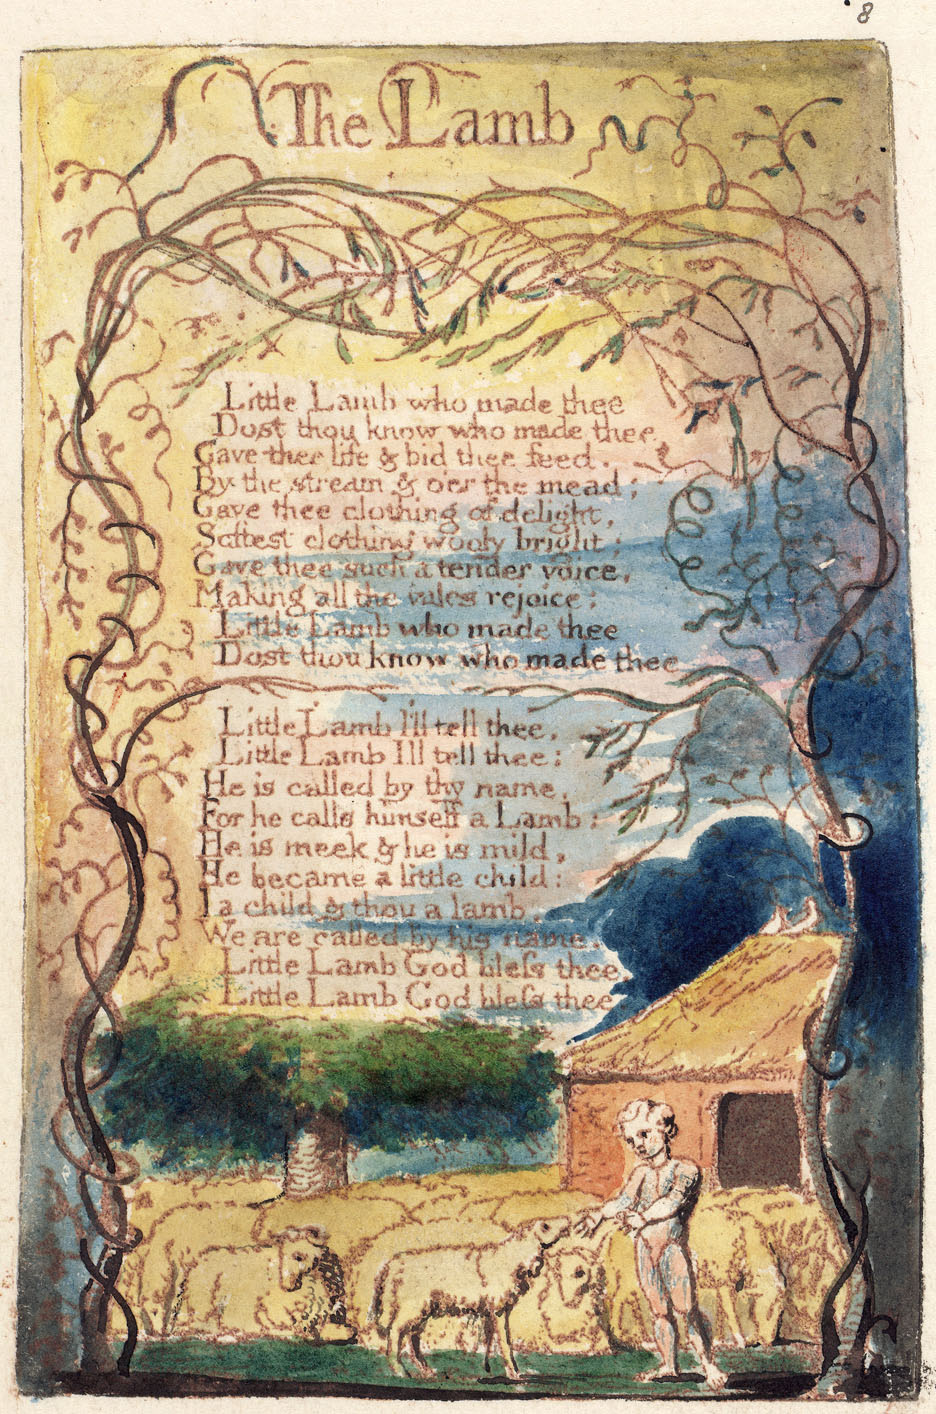 8
The Lamb
Little Lamb who made thee
Dost thou know who made thee
Gave thee life & bid thee feed.
By the stream & oer the mead;
Gave thee clothing of delight,
Softest clothing wooly bright;
Gave thee such a tender voice,
Making all the vales rejoice:
Little Lamb who made thee
Dost thou know who made thee
Little Lamb I'll tell thee,
Little Lamb I'll tell thee:
He is called by thy name,
For he calls himself a Lamb:
He is meek & he is mild,
He became a little child:
I a child & thou a lamb,
We are called by his name.
Little Lamb God bleſs thee.
Little Lamb God bleſs thee